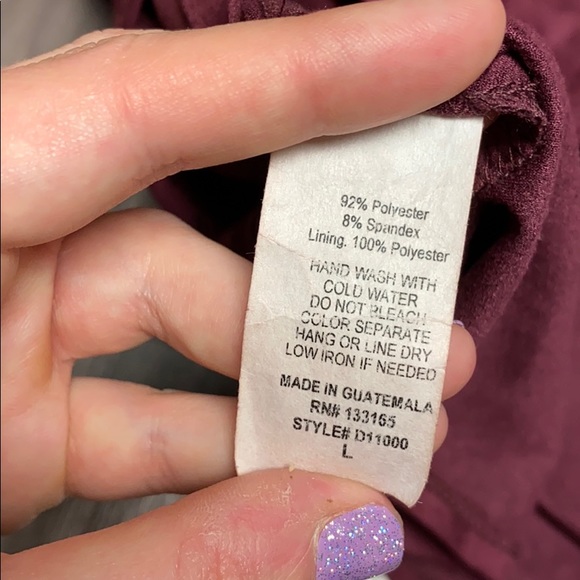 92% Polyester
8% Spandex
Lining. 100% Polyester
HAND WASH WITH
COLD WATER
DO NOT BLEACH
COLOR SEPARATE
HANG OR LINE DRY
LOW IRON IF NEEDED
MADE IN GUATEMALA
RN# 133165
STYLE# D11000
L